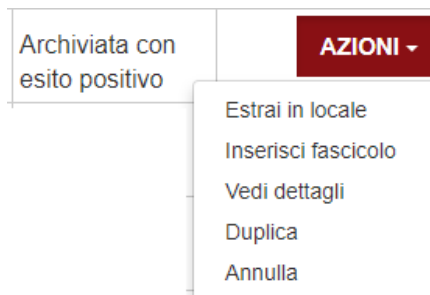 Archiviata con
esito positivo
AZIONI
Estrai in locale
Inserisci fascicolo
Vedi dettagli
Duplica
Annulla